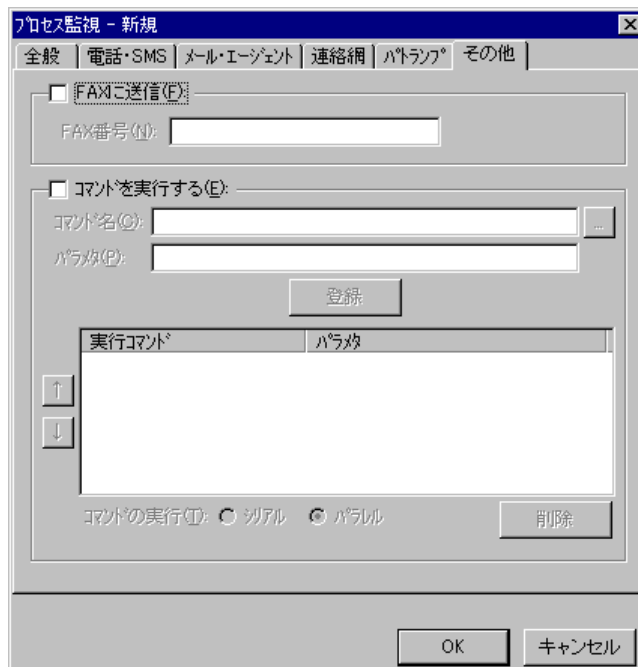 プロセス監視 - 新規
全般 電話・SMS メール・エージェント 連絡網 パトランプ その他
FAXに送信(F):
FAX番号(N):
コマンドを実行する(E):
コマンド名(C): ...
パラメタ(P):
登録
実行コマンド パラメタ
↑
↓
コマンドの実行(T): シリアル パラレル 削除
OK キャンセル